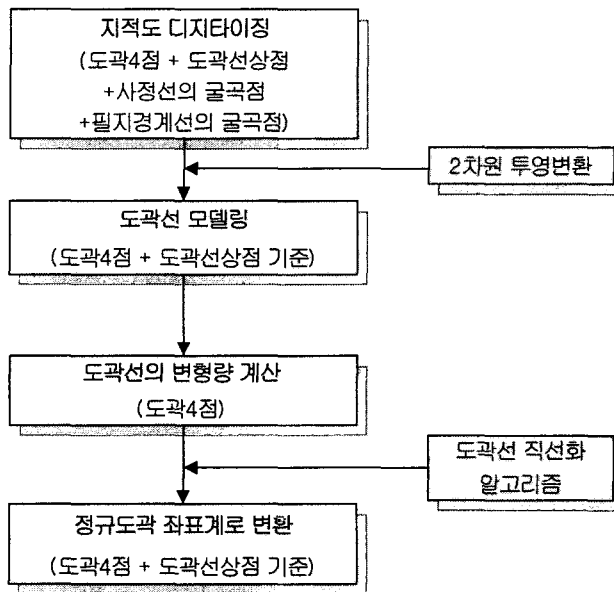 지적도 디지타이징
(도곽4점 + 도곽선상점
+사정선의 굴곡점
+필지경계선의 굴곡점)
2차원 투영변환
도곽선 모델링
(도곽4점 + 도곽선상점 기준)
도곽선의 변형량 계산
(도곽4점)
도곽선 직선화
알고리즘
정규도곽 좌표계로 변환
(도곽4점 + 도곽선상점 기준)